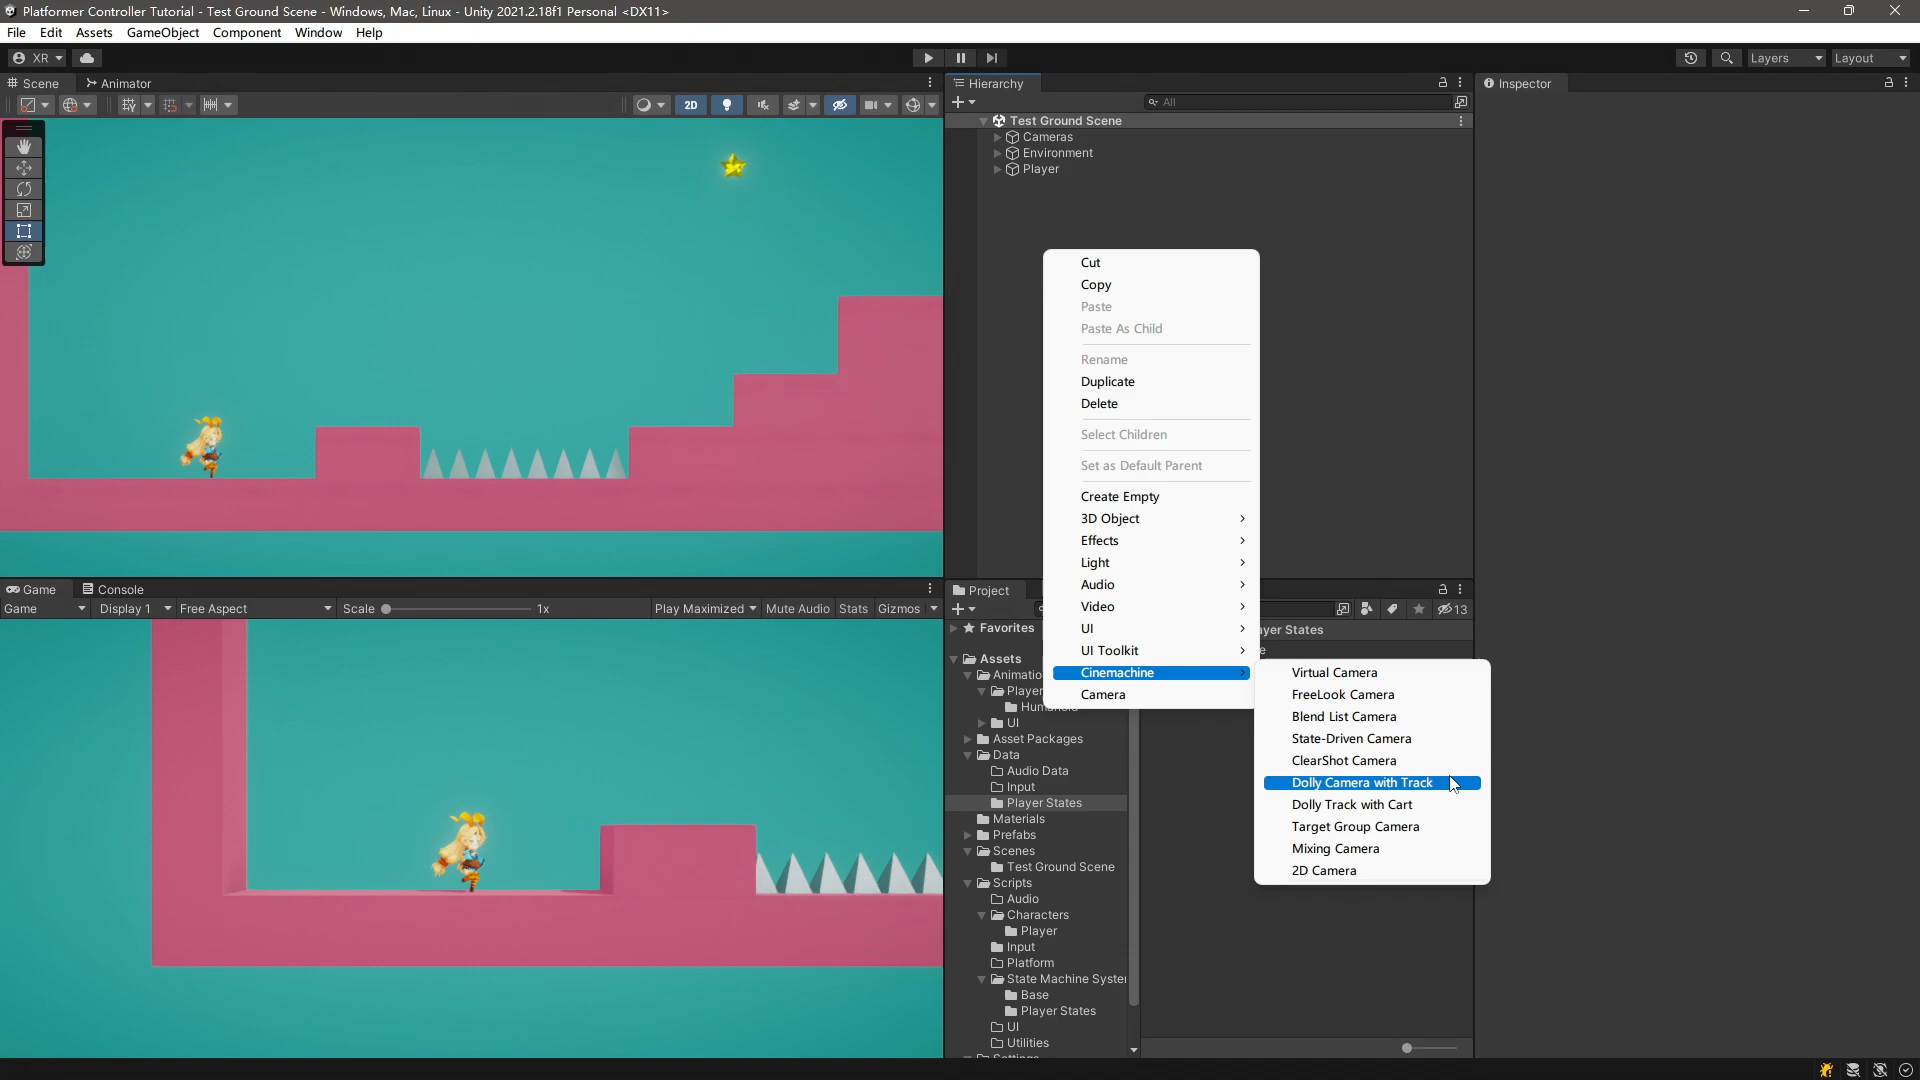 Platformer Controller Tutorial - Test Ground Scene - Windows, Mac, Linux - Unity 2021.2.18f1 Personal <DX11>
File Edit Assets GameObject Component Window Help
XR Layers Layout
Scene Animator
2D
Hierarchy
All
Test Ground Scene
Cameras
Environment
Player
Inspector
Cut
Copy
Paste
Paste As Child
Rename
Duplicate
Delete
Select Children
Set as Default Parent
Create Empty
3D Object
Effects
Light
Audio
Video
UI
UI Toolkit
Cinemachine
Camera
Virtual Camera
FreeLook Camera
Blend List Camera
State-Driven Camera
ClearShot Camera
Dolly Camera with Track
Dolly Track with Cart
Target Group Camera
Mixing Camera
2D Camera
Game Console
Game Display 1 Free Aspect Scale 1x Play Maximized Mute Audio Stats Gizmos
Project
13
Favorites
yer States
Assets
Animatio
Player
UI
Asset Packages
Data
Audio Data
Input
Player States
Materials
Prefabs
Scenes
Test Ground Scene
Scripts
Audio
Characters
Player
Input
Platform
State Machine Syste
Base
Player States
UI
Utilities